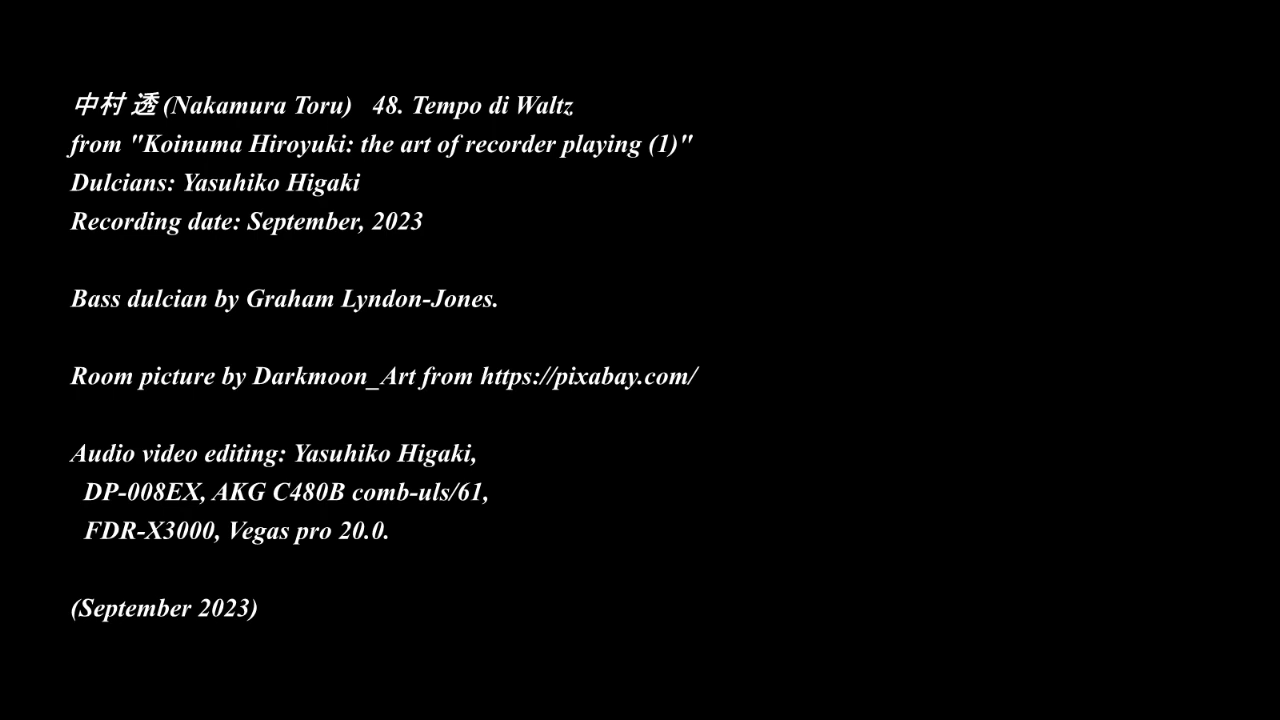 中村 透 (Nakamura Toru)   48. Tempo di Waltz
from "Koinuma Hiroyuki: the art of recorder playing (1)"
Dulcians: Yasuhiko Higaki
Recording date: September, 2023
Bass dulcian by Graham Lyndon-Jones.
Room picture by Darkmoon_Art from https://pixabay.com/
Audio video editing: Yasuhiko Higaki,
DP-008EX, AKG C480B comb-uls/61,
FDR-X3000, Vegas pro 20.0.
(September 2023)